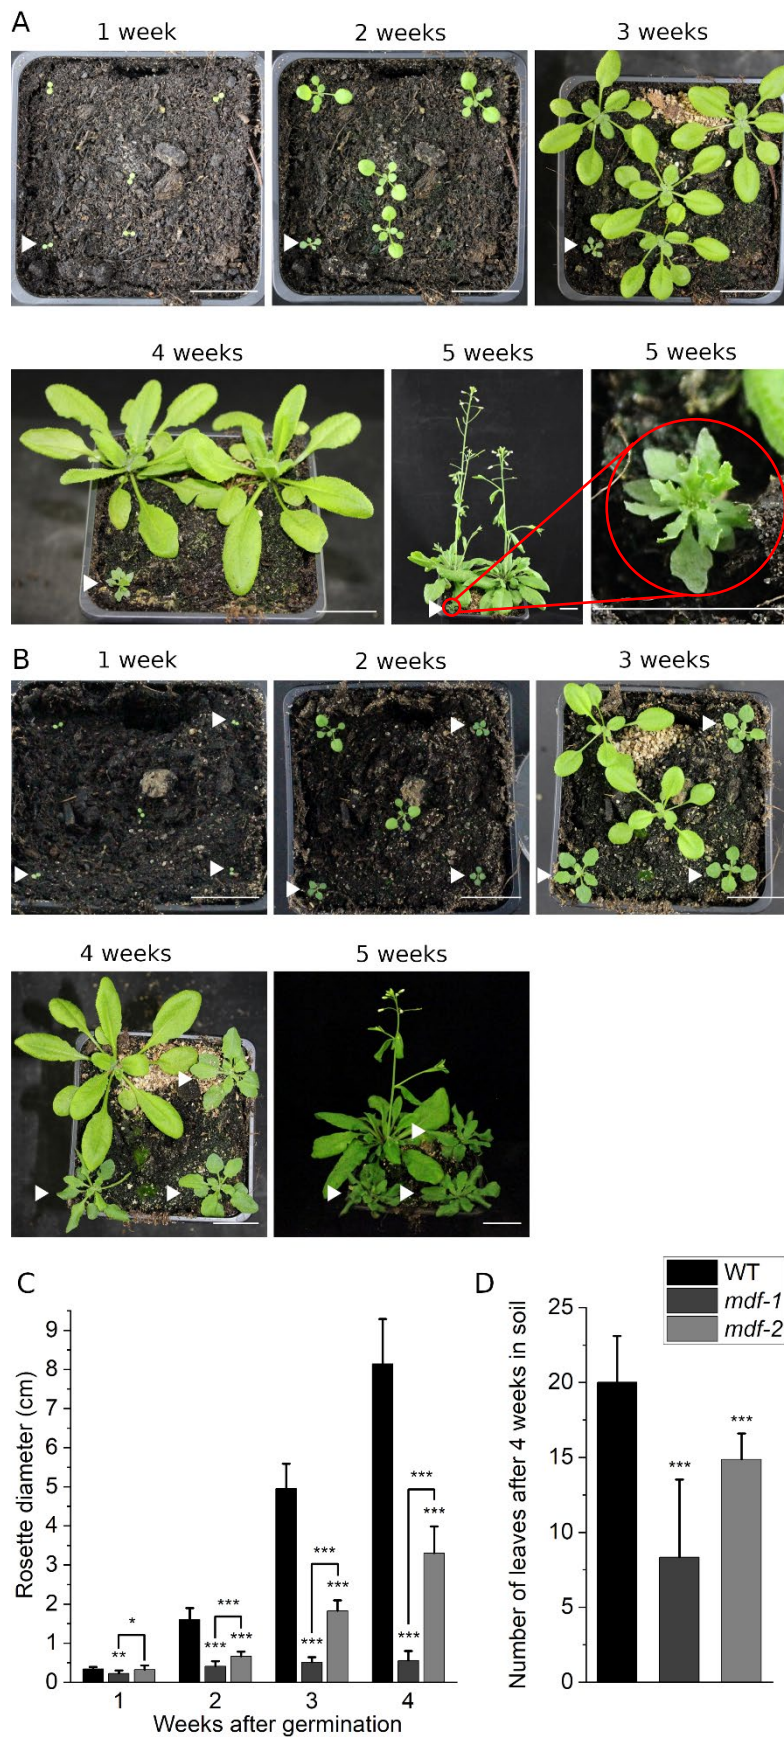 A
1 week
2 weeks
3 weeks
4 weeks
5 weeks
5 weeks
B
1 week
2 weeks
3 weeks
4 weeks
5 weeks
C
D
WT
mdf-1
mdf-2
Rosette diameter (cm)
9
8
7
6
5
4
3
2
1
0
*
**
***
***
***
***
***
***
***
***
***
1
2
3
4
Weeks after germination
Number of leaves after 4 weeks in soil
25
20
15
10
5
0
***
***